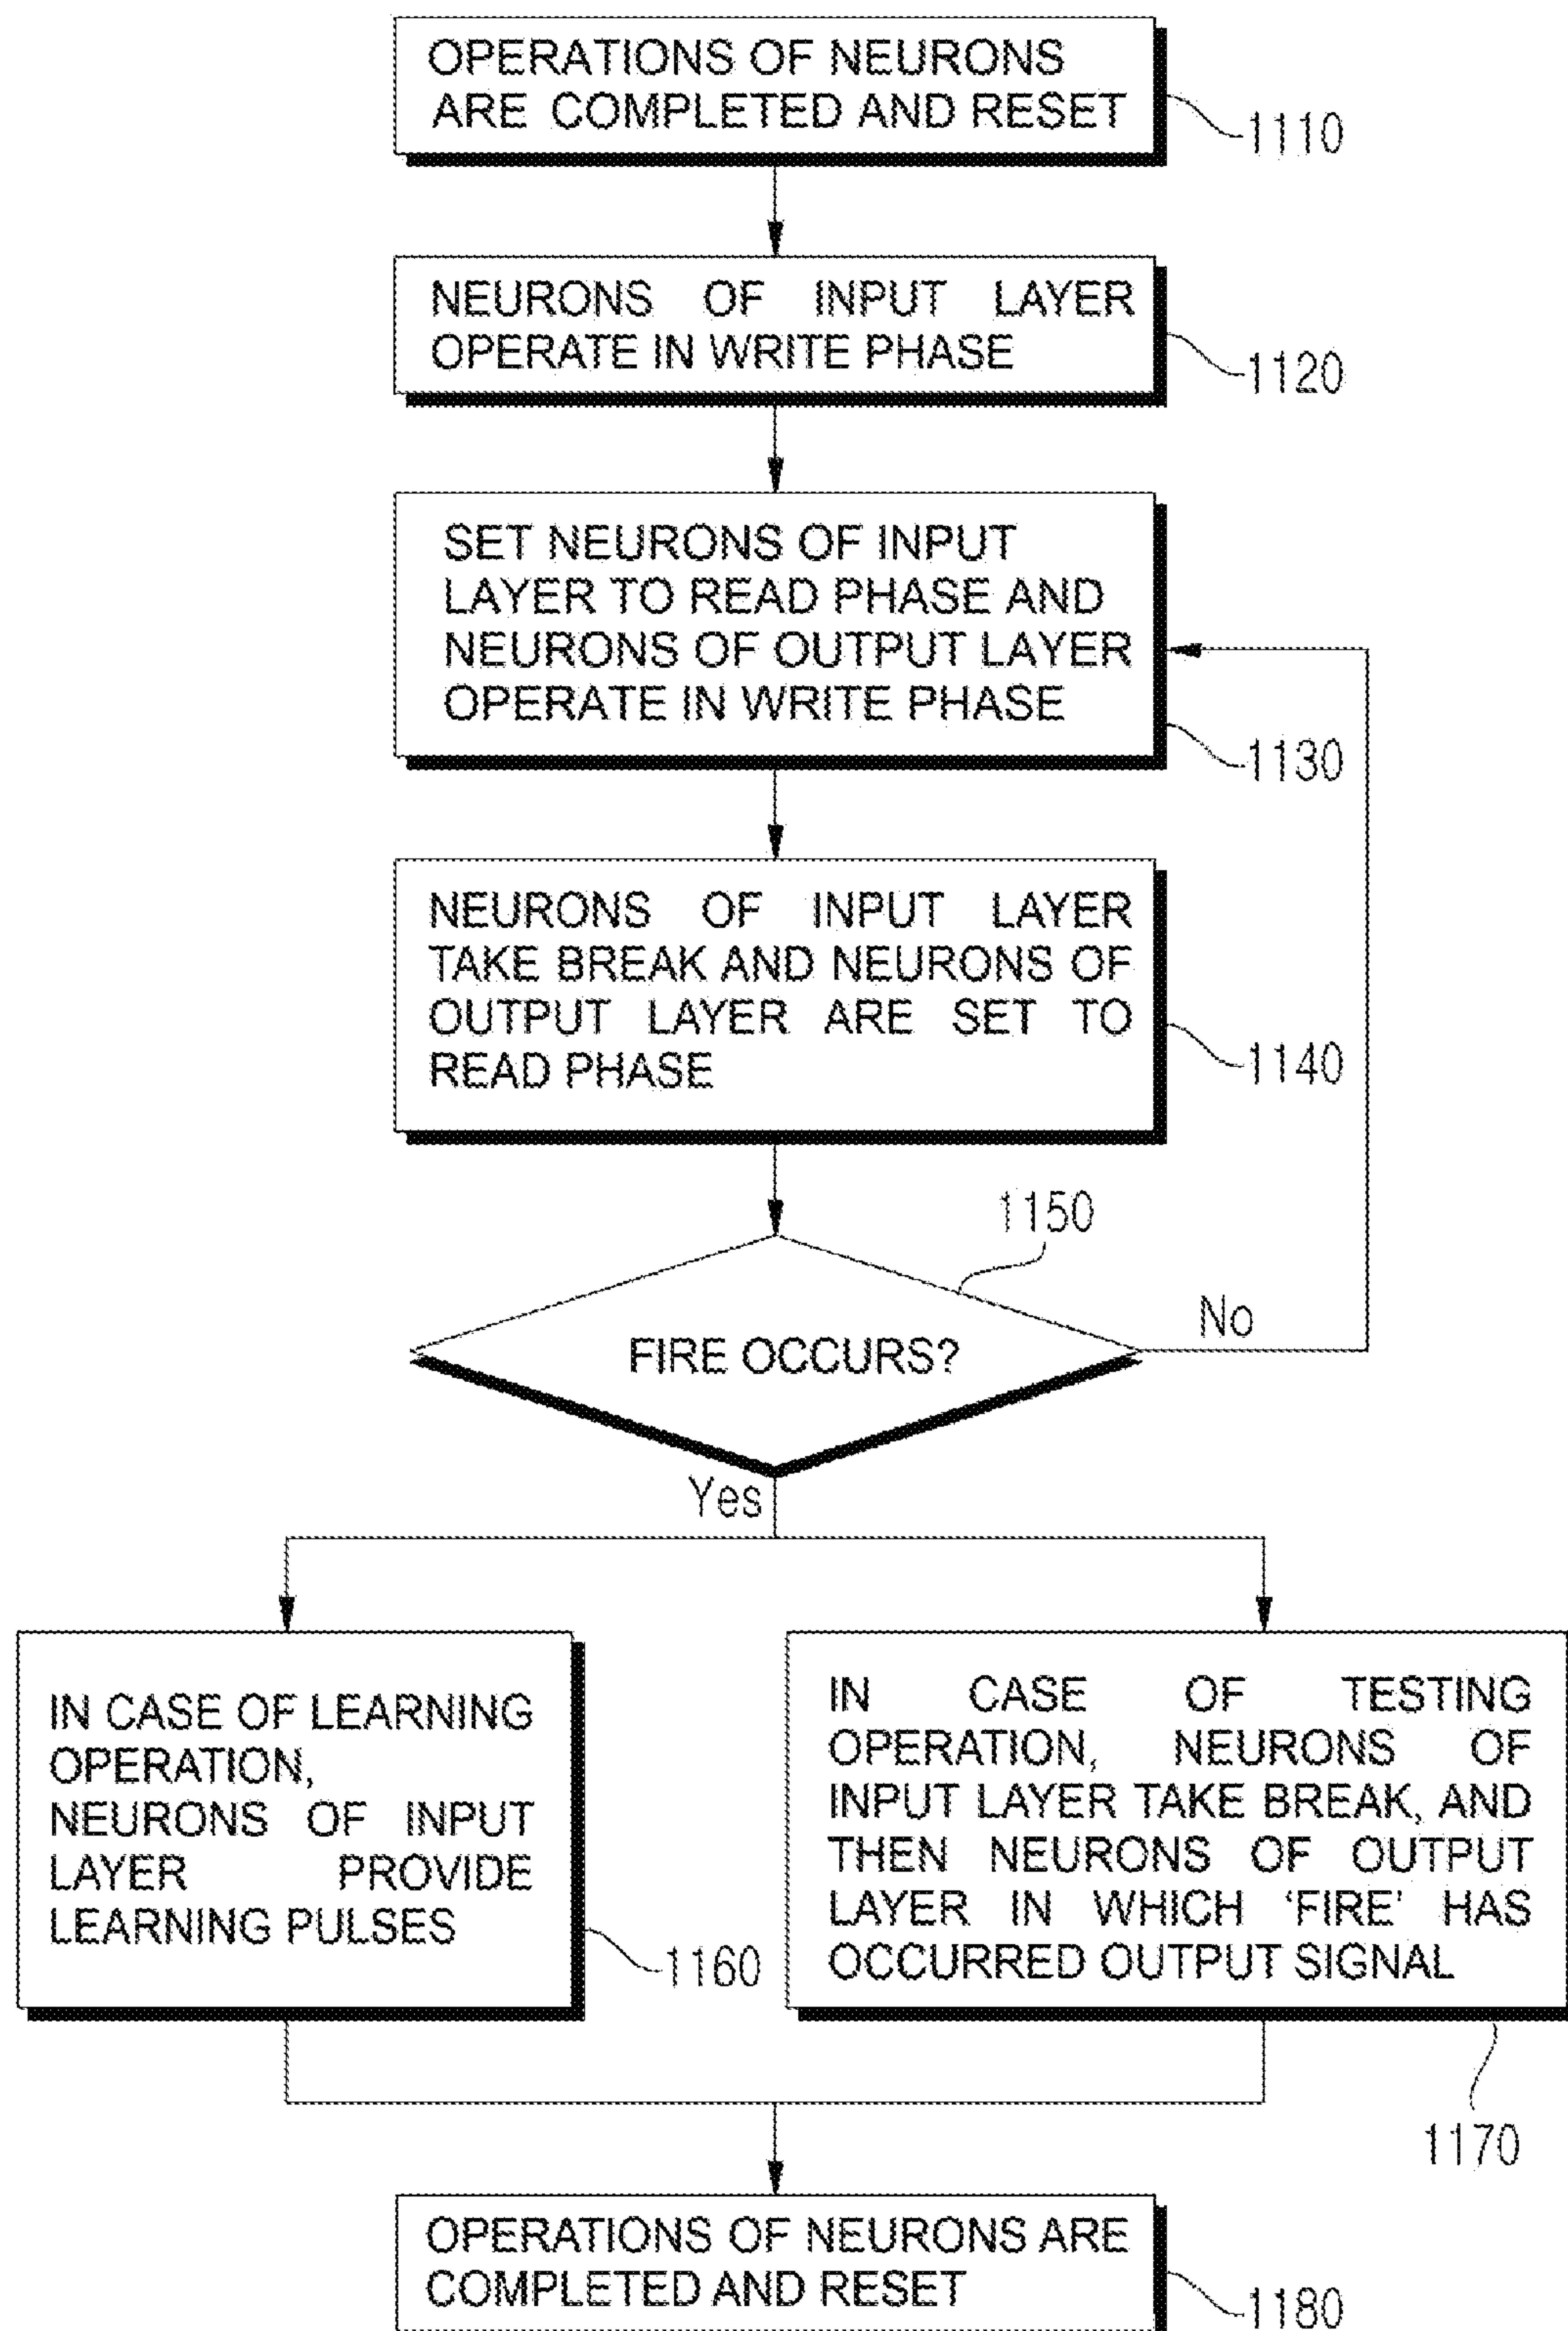 OPERATIONS OF NEURONS
ARE COMPLETED AND RESET
1110
NEURONS OF INPUT LAYER
OPERATE IN WRITE PHASE
1120
SET NEURONS OF INPUT
LAYER TO READ PHASE AND
NEURONS OF OUTPUT LAYER
OPERATE IN WRITE PHASE
1130
NEURONS OF INPUT LAYER
TAKE BREAK AND NEURONS OF
OUTPUT LAYER ARE SET TO
READ PHASE
1140
1150
FIRE OCCURS?
No
Yes
IN CASE OF LEARNING
OPERATION,
NEURONS OF INPUT
LAYER PROVIDE
LEARNING PULSES
1160
IN CASE OF TESTING
OPERATION, NEURONS OF
INPUT LAYER TAKE BREAK, AND
THEN NEURONS OF OUTPUT
LAYER IN WHICH ‘FIRE’ HAS
OCCURRED OUTPUT SIGNAL
1170
OPERATIONS OF NEURONS ARE
COMPLETED AND RESET
1180